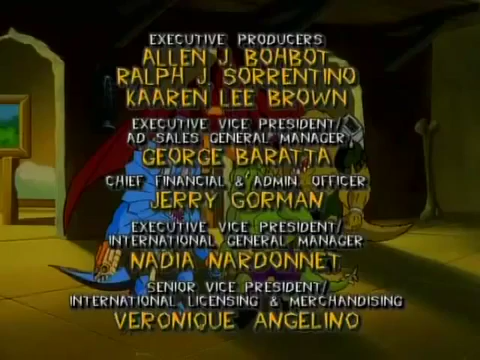 EXECUTIVE PRODUCERS
ALLEN J. BOHBOT
RALPH J. SORRENTINO
KAAREN LEE BROWN
EXECUTIVE VICE PRESIDENT/
AD SALES GENERAL MANAGER
GEORGE BARATTA
CHIEF FINANCIAL & ADMIN. OFFICER
JERRY GORMAN
EXECUTIVE VICE PRESIDENT/
INTERNATIONAL GENERAL MANAGER
NADIA NARDONNET
SENIOR VICE PRESIDENT/
INTERNATIONAL LICENSING & MERCHANDISING
VERONIQUE ANGELINO